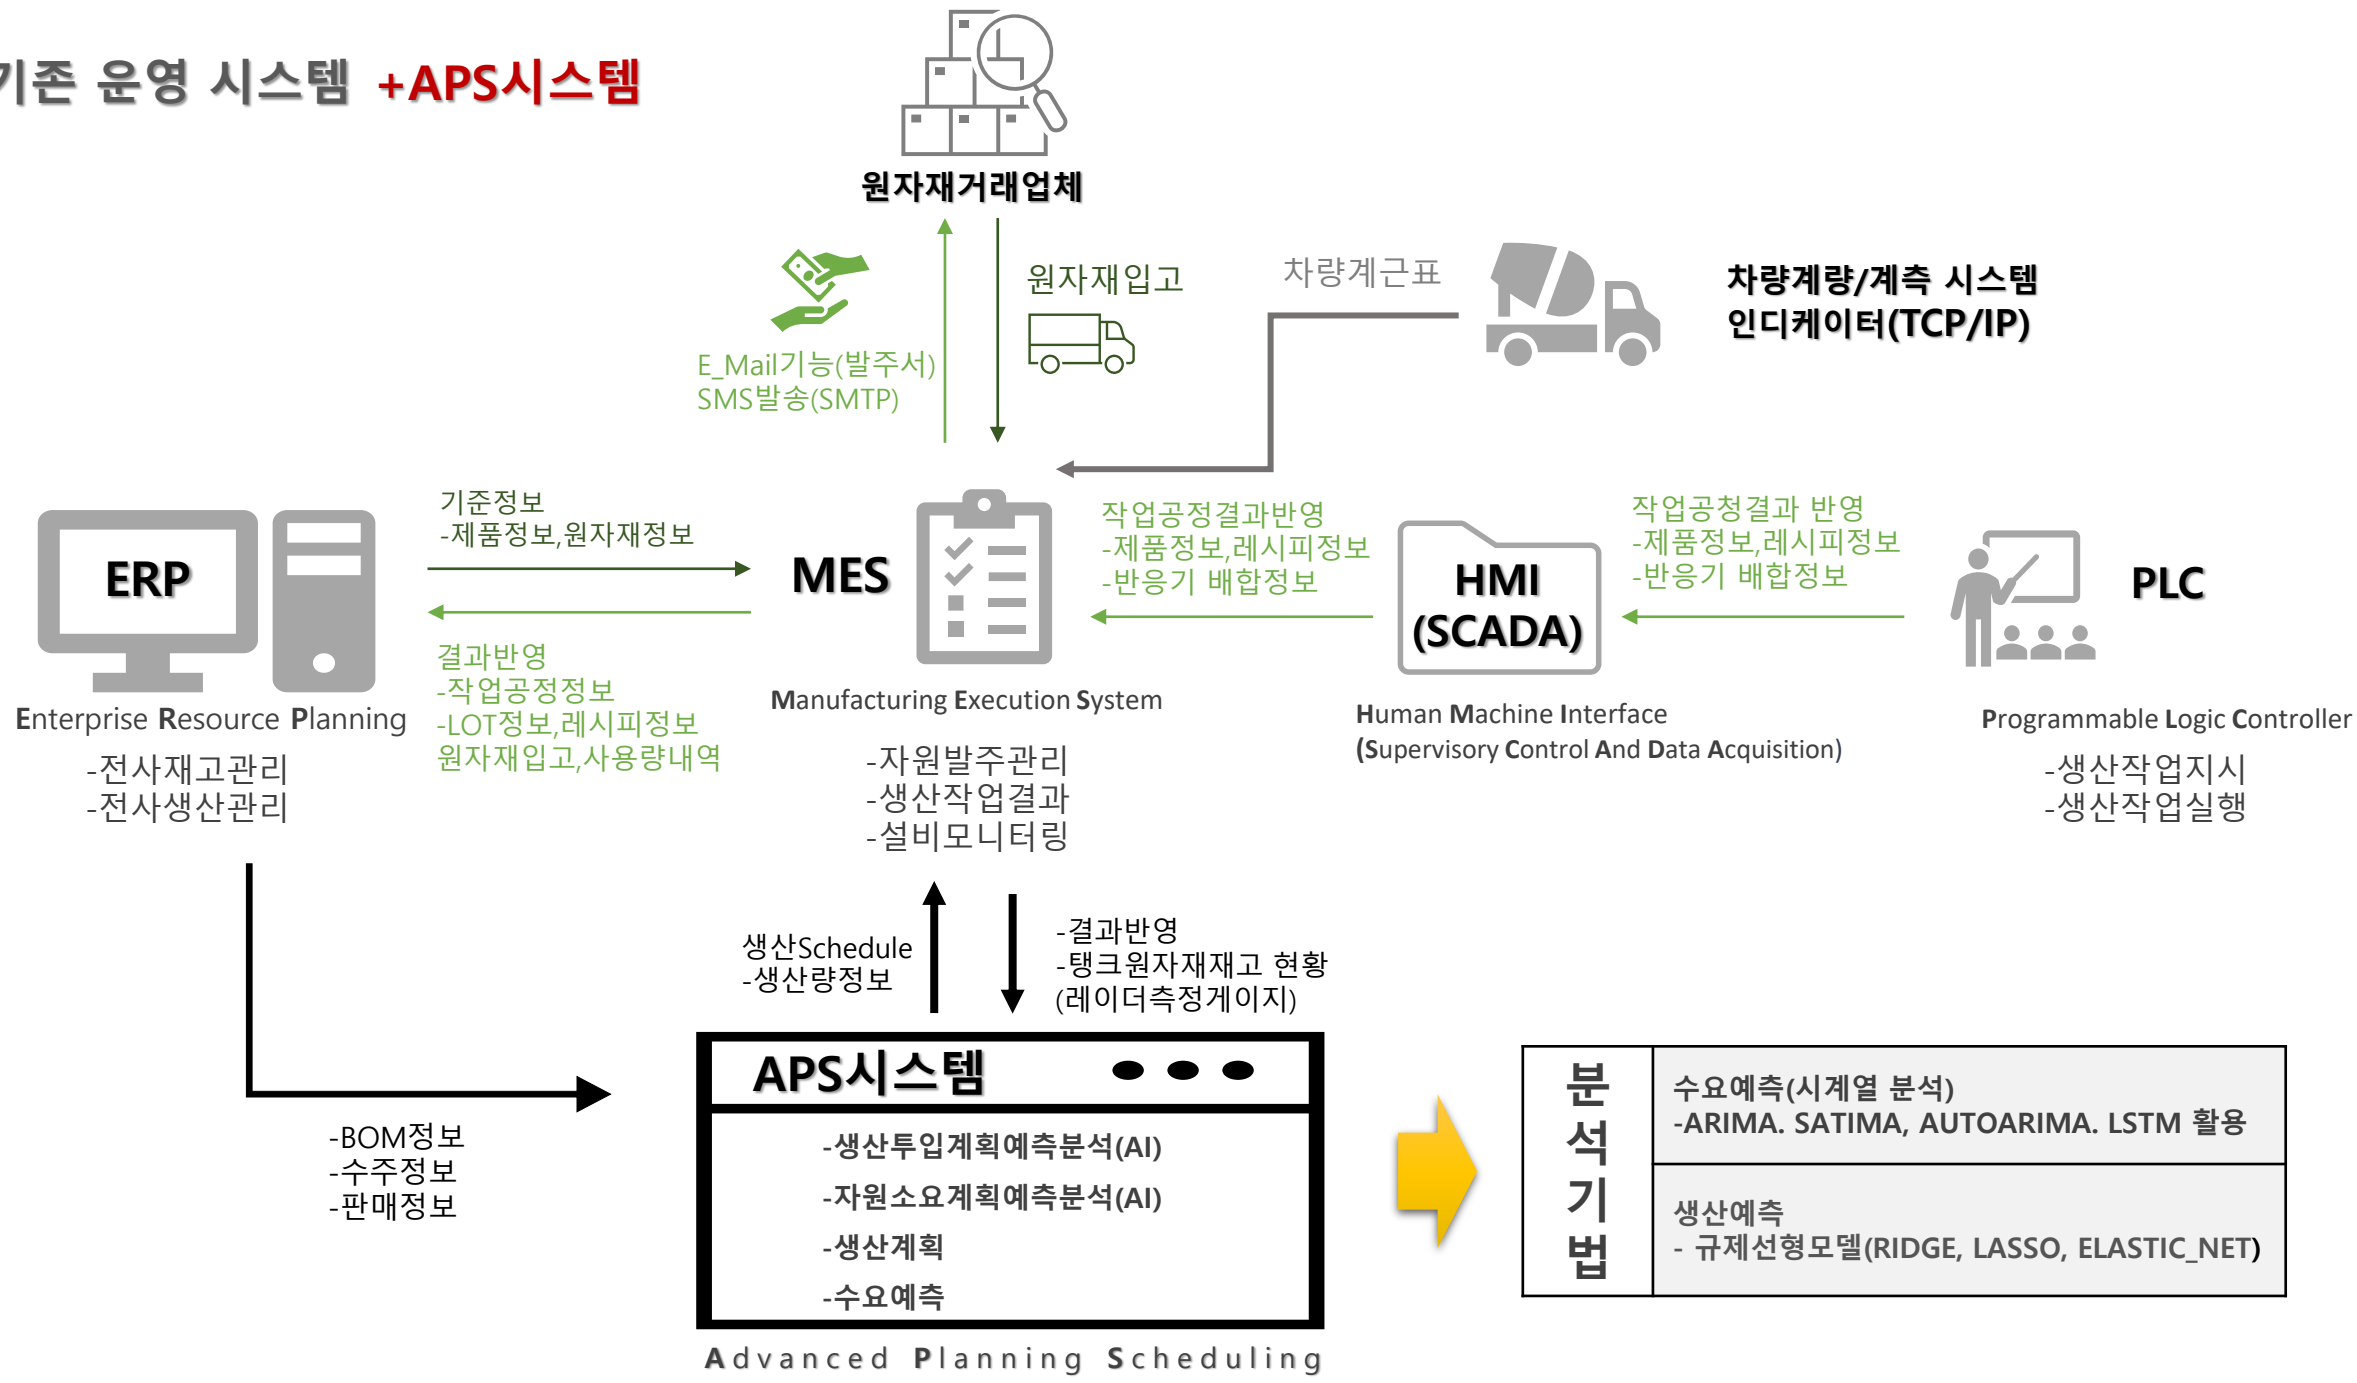 기존 운영 시스템 +APS시스템
원자재거래업체
원자재입고
차량계근표
차량계량/계측 시스템
인디케이터(TCP/IP)
E_Mail기능(발주서)
SMS발송(SMTP)
기준정보
-제품정보,원자재정보
ERP
결과반영
-작업공정정보
-LOT정보,레시피정보
원자재입고,사용량내역
Enterprise Resource Planning
-전사재고관리
-전사생산관리
MES
Manufacturing Execution System
-자원발주관리
-생산작업결과
-설비모니터링
작업공정결과반영
-제품정보,레시피정보
-반응기 배합정보
HMI
(SCADA)
Human Machine Interface
(Supervisory Control And Data Acquisition)
작업공청결과 반영
-제품정보,레시피정보
-반응기 배합정보
PLC
Programmable Logic Controller
-생산작업지시
-생산작업실행
생산Schedule
-생산량정보
-결과반영
-탱크원자재재고 현황
(레이더측정게이지)
-BOM정보
-수주정보
-판매정보
APS시스템
-생산투입계획예측분석(AI)
-자원소요계획예측분석(AI)
-생산계획
-수요예측
Advanced Planning Scheduling
분석기법
수요예측(시계열 분석)
-ARIMA. SATIMA, AUTOARIMA. LSTM 활용
생산예측
- 규제선형모델(RIDGE, LASSO, ELASTIC_NET)